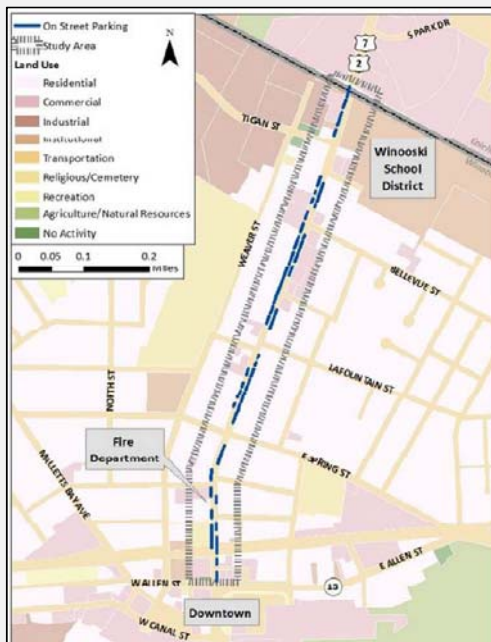 On Street Parking
Study Area
Land Use
Residential
Commercial
Industrial
Institutional
Transportation
Religious/Cemetery
Recreation
Agriculture/Natural Resources
No Activity
N
0 0.1 0.2
Miles
S PARK DR
7
2
TIGAN ST
Winooski
School
District
WEAVER ST
BELLEVUE ST
LAFOUNTAIN ST
NORTH ST
Fire
Department
E SPRING ST
MALLETTS BAY AVE
W ALLEN ST
E ALLEN ST
15
Downtown
W CANAL ST